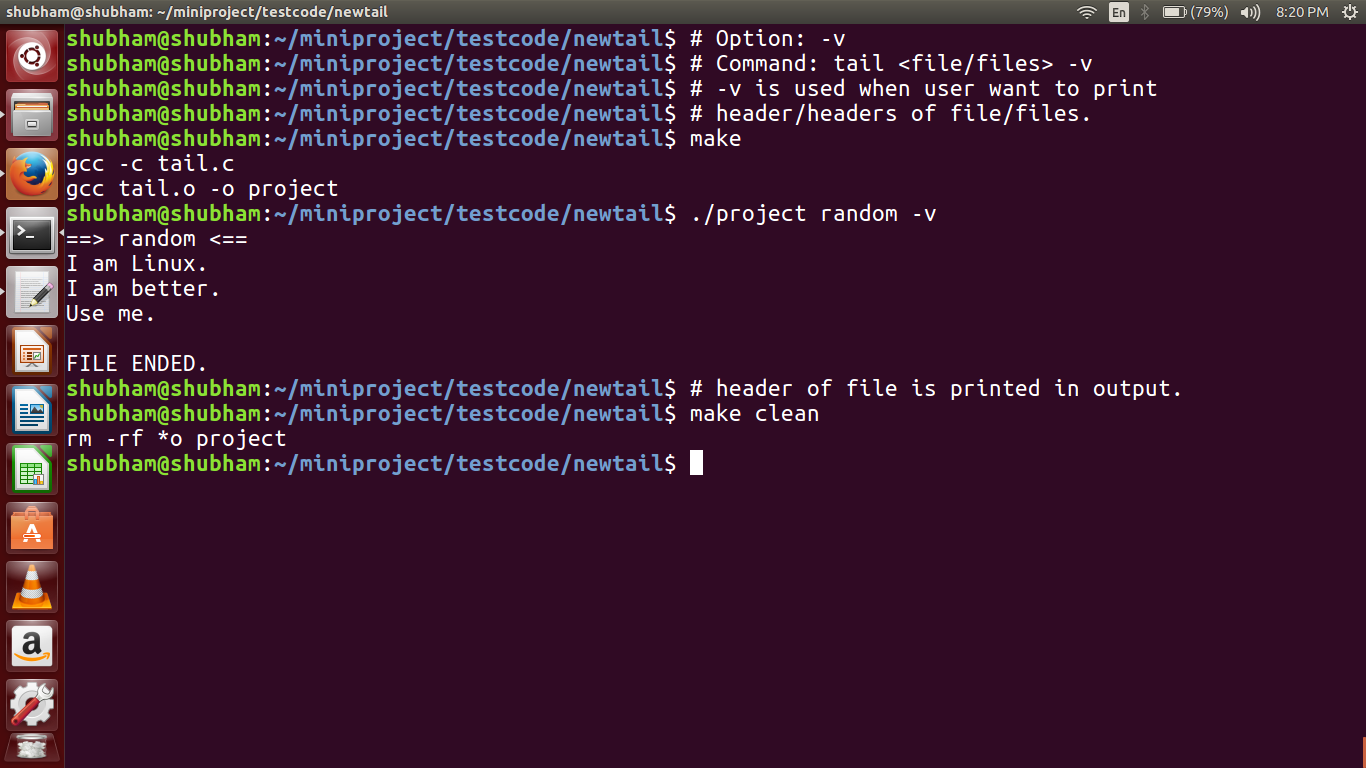 shubham@shubham: ~/miniproject/testcode/newtail En (79%) 8:20 PM
shubham@shubham:~/miniproject/testcode/newtail$ # Option: -v
shubham@shubham:~/miniproject/testcode/newtail$ # Command: tail <file/files> -v
shubham@shubham:~/miniproject/testcode/newtail$ # -v is used when user want to print
shubham@shubham:~/miniproject/testcode/newtail$ # header/headers of file/files.
shubham@shubham:~/miniproject/testcode/newtail$ make
gcc -c tail.c
gcc tail.o -o project
shubham@shubham:~/miniproject/testcode/newtail$ ./project random -v
==> random <==
I am Linux.
I am better.
Use me.

FILE ENDED.
shubham@shubham:~/miniproject/testcode/newtail$ # header of file is printed in output.
shubham@shubham:~/miniproject/testcode/newtail$ make clean
rm -rf *o project
shubham@shubham:~/miniproject/testcode/newtail$